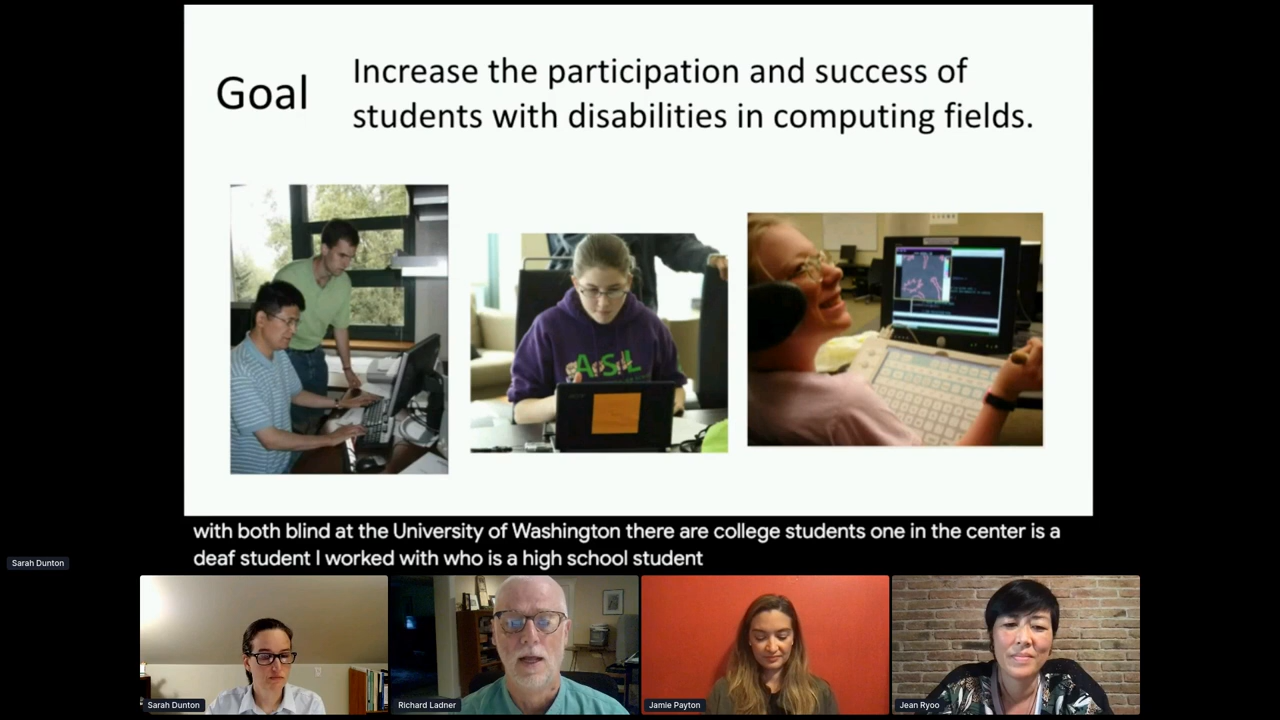 Goal
Increase the participation and success of
students with disabilities in computing fields.
with both blind at the University of Washington there are college students one in the center is a
deaf student I worked with who is a high school student
Sarah Dunton
Sarah Dunton
Richard Ladner
Jamie Payton
Jean Ryoo